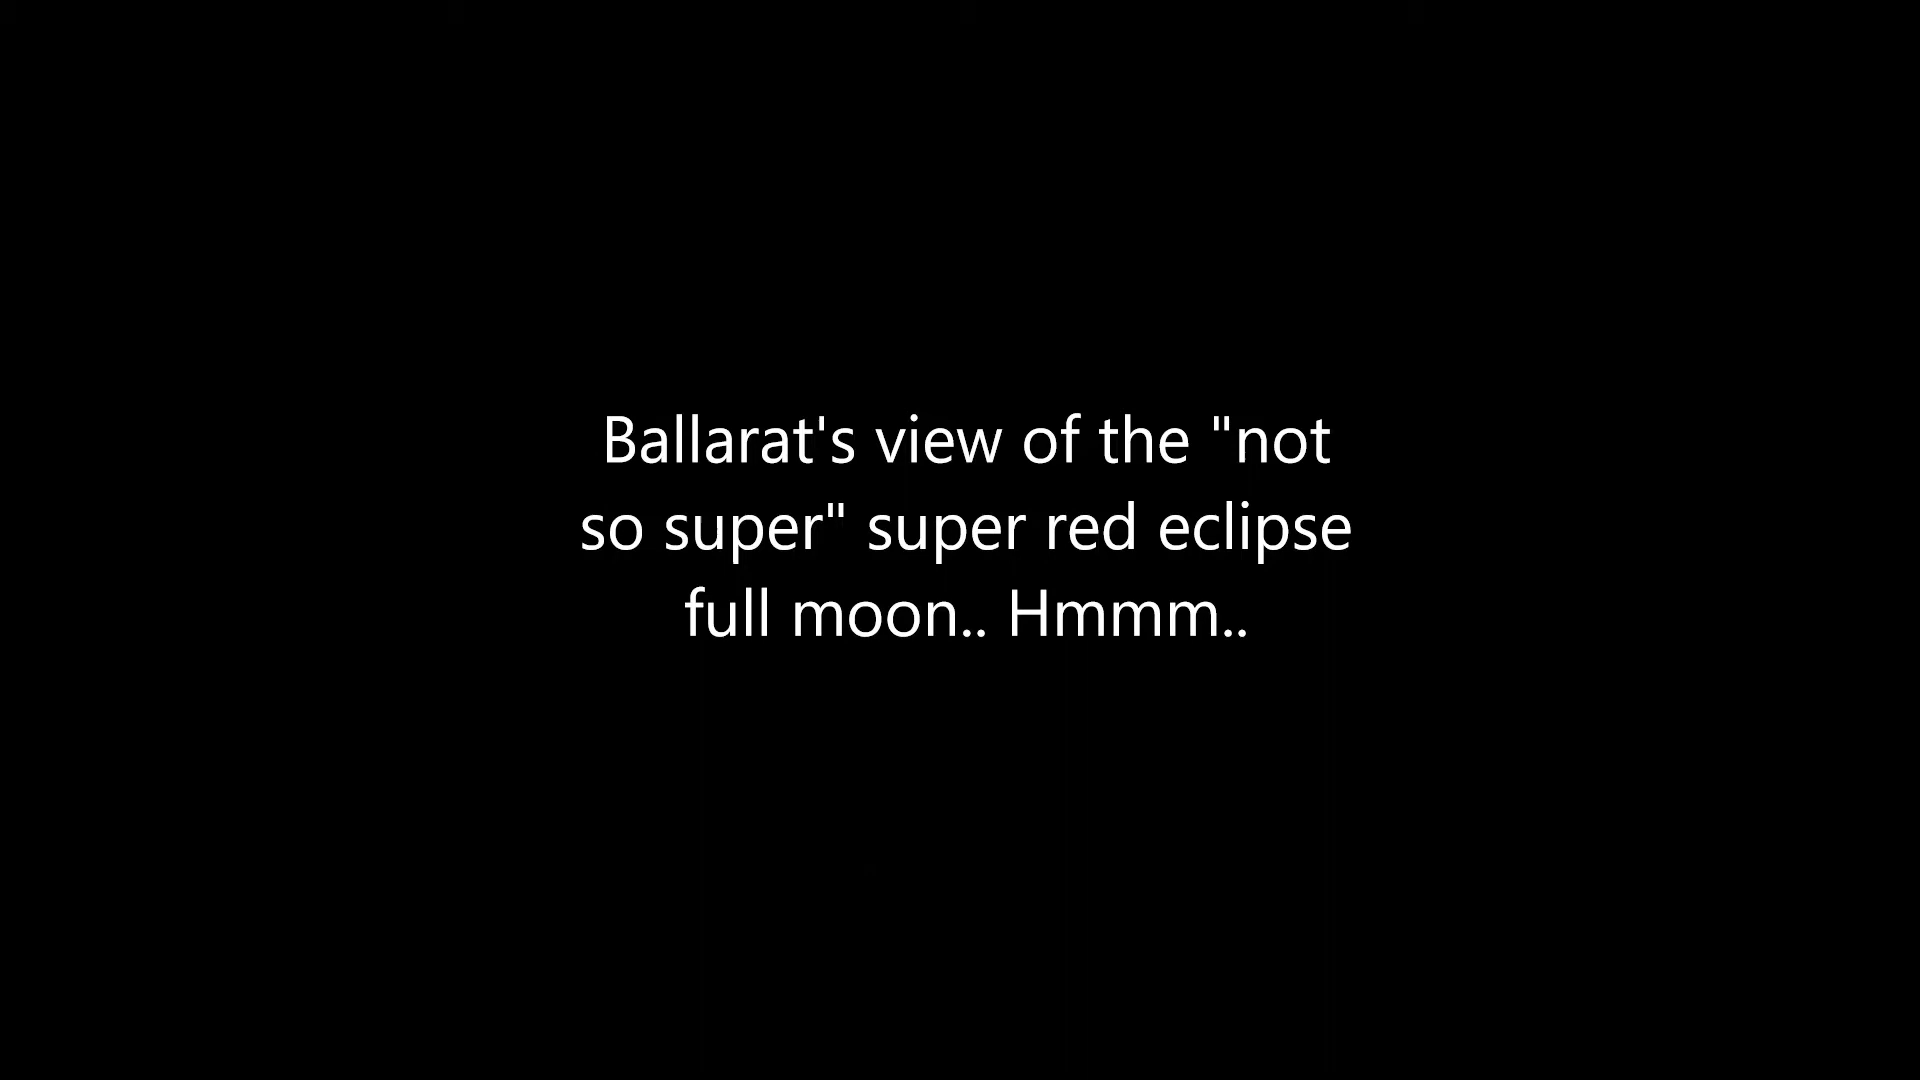 Ballarat's view of the "not
so super" super red eclipse
full moon.. Hmmm..